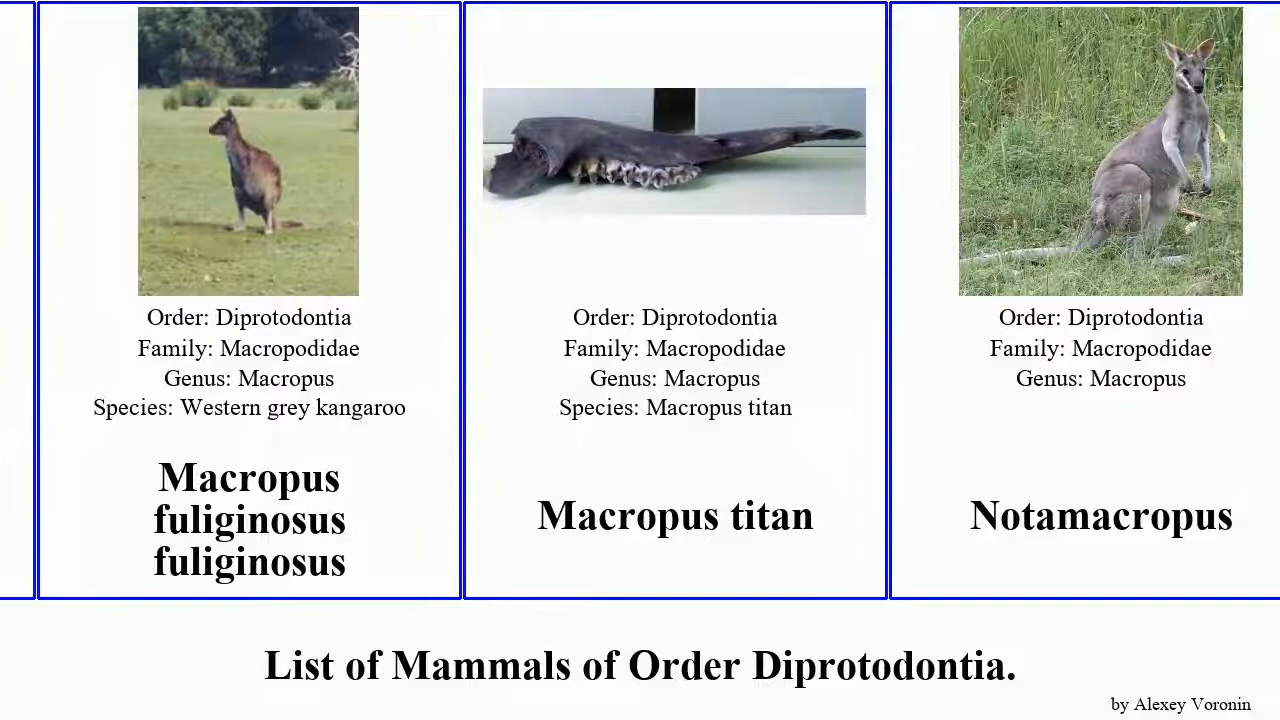 Order: Diprotodontia
Family: Macropodidae
Genus: Macropus
Species: Western grey kangaroo
Macropus
fuliginosus
fuliginosus
Order: Diprotodontia
Family: Macropodidae
Genus: Macropus
Species: Macropus titan
Macropus titan
Order: Diprotodontia
Family: Macropodidae
Genus: Macropus
Notamacropus
List of Mammals of Order Diprotodontia.
by Alexey Voronin